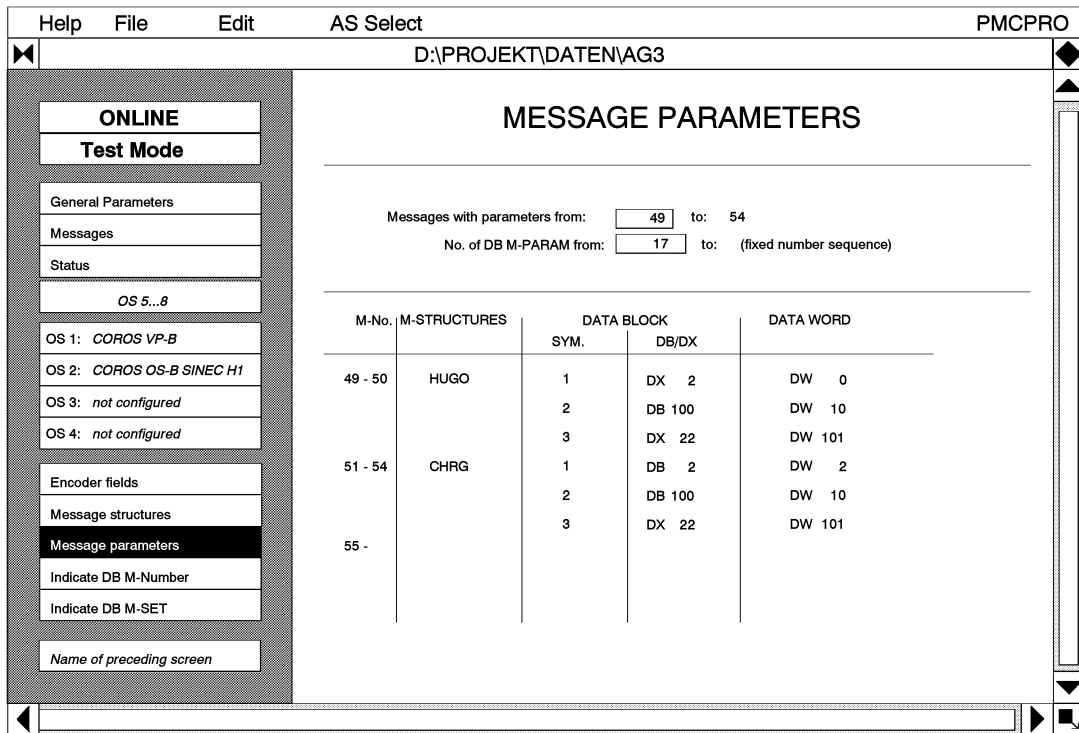 Help File Edit AS Select PMCPRO
D:\PROJEKT\DATEN\AG3
ONLINE
Test Mode
General Parameters
Messages
Status
OS 5...8
OS 1: COROS VP-B
OS 2: COROS OS-B SINEC H1
OS 3: not configured
OS 4: not configured
Encoder fields
Message structures
Message parameters
Indicate DB M-Number
Indicate DB M-SET
Name of preceding screen
MESSAGE PARAMETERS
Messages with parameters from: 49 to: 54
No. of DB M-PARAM from: 17 to: (fixed number sequence)
M-No. M-STRUCTURES DATA BLOCK DATA WORD
SYM. DB/DX
49 - 50 HUGO 1 DX 2 DW 0
2 DB 100 DW 10
3 DX 22 DW 101
51 - 54 CHRG 1 DB 2 DW 2
2 DB 100 DW 10
3 DX 22 DW 101
55 -